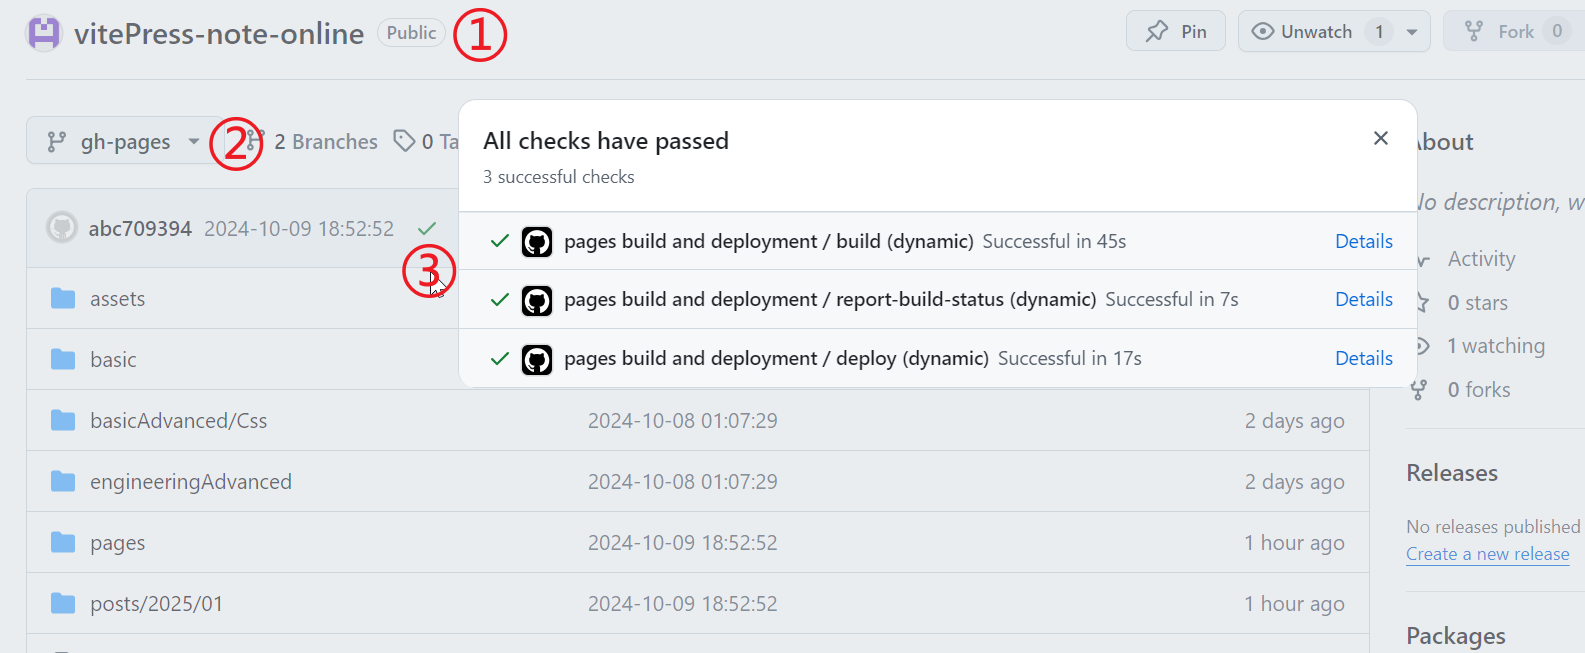 vitePress-note-online Public ① Pin Unwatch 1 Fork 0
gh-pages ② 2 Branches 0 Ta
All checks have passed
3 successful checks
pages build and deployment / build (dynamic) Successful in 45s Details
pages build and deployment / report-build-status (dynamic) Successful in 7s Details
pages build and deployment / deploy (dynamic) Successful in 17s Details
abc709394 2024-10-09 18:52:52
③
assets
basic
basicAdvanced/Css 2024-10-08 01:07:29 2 days ago
engineeringAdvanced 2024-10-08 01:07:29 2 days ago
pages 2024-10-09 18:52:52 1 hour ago
posts/2025/01 2024-10-09 18:52:52 1 hour ago
About
No description, w
Activity
0 stars
1 watching
0 forks
Releases
No releases published
Create a new release
Packages